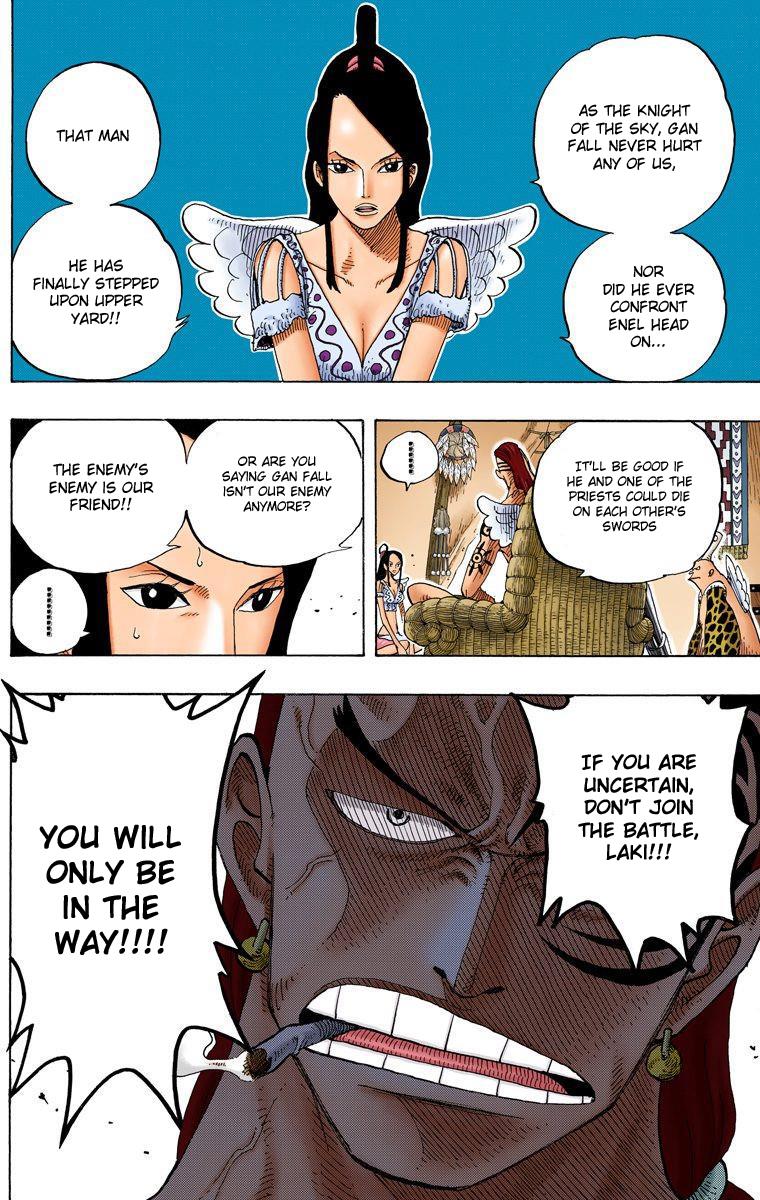 AS THE KNIGHT
OF THE SKY, GAN
FALL NEVER HURT
ANY OF US,
NOR
DID HE EVER
CONFRONT
ENEL HEAD
ON...
THAT MAN
HE HAS
FINALLY STEPPED
UPON UPPER
YARD!!
IT'LL BE GOOD IF
HE AND ONE OF THE
PRIESTS COULD DIE
ON EACH OTHER'S
SWORDS
OR ARE YOU
SAYING GAN FALL
ISN'T OUR ENEMY
ANYMORE?
THE ENEMY'S
ENEMY IS OUR
FRIEND!!
IF YOU ARE
UNCERTAIN,
DON'T JOIN
THE BATTLE,
LAKI!!!
YOU WILL
ONLY BE
IN THE
WAY!!!!